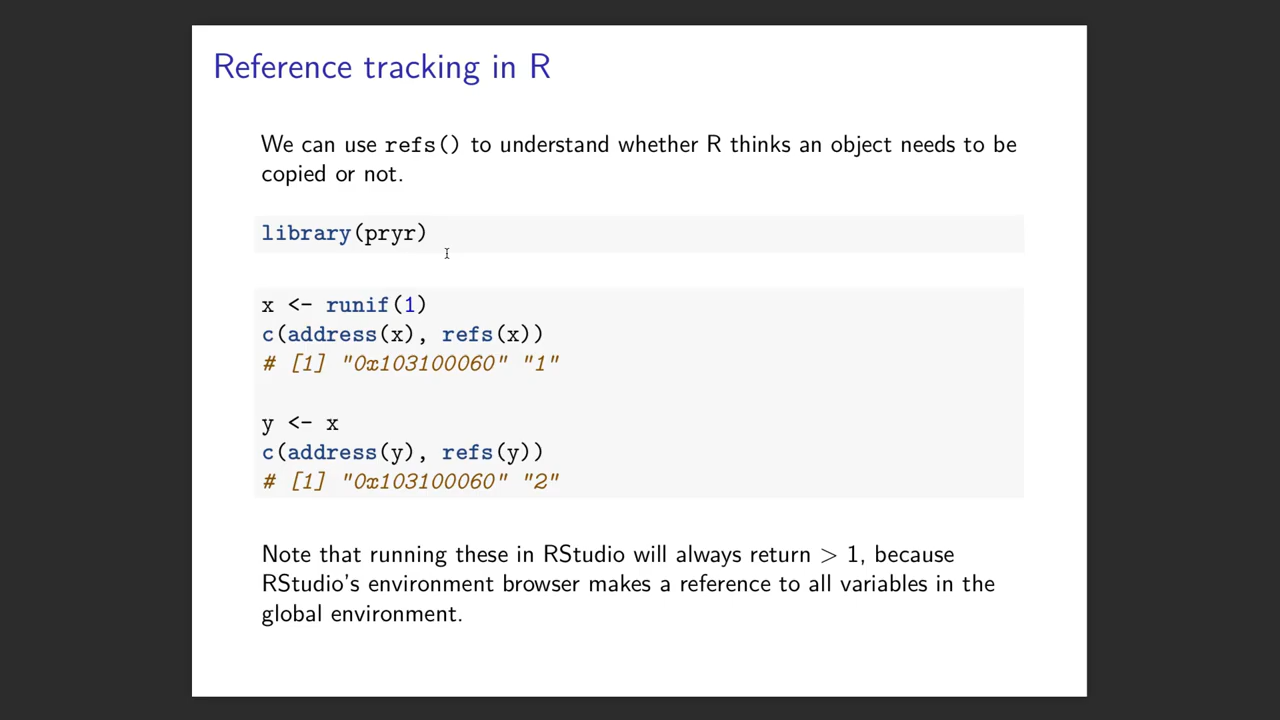 Reference tracking in R
We can use refs() to understand whether R thinks an object needs to be
copied or not.
library(pryr)
x <- runif(1)
c(address(x), refs(x))
# [1] "0x103100060" "1"
y <- x
c(address(y), refs(y))
# [1] "0x103100060" "2"
Note that running these in RStudio will always return > 1, because
RStudio's environment browser makes a reference to all variables in the
global environment.